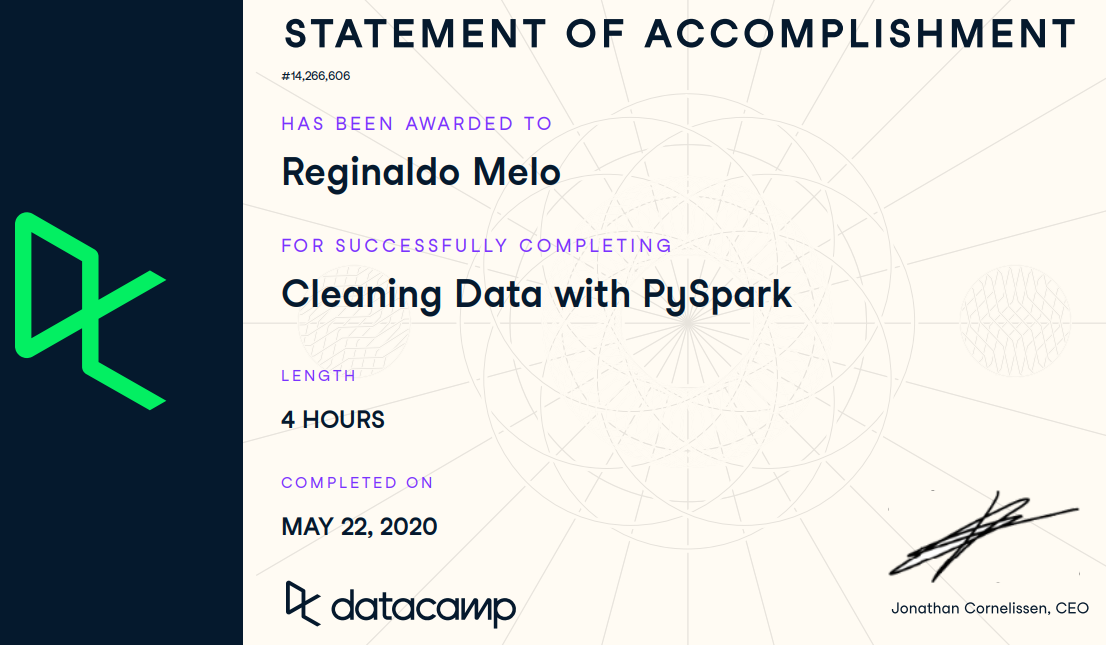 STATEMENT OF ACCOMPLISHMENT
#14,266,606
HAS BEEN AWARDED TO
Reginaldo Melo
FOR SUCCESSFULLY COMPLETING
Cleaning Data with PySpark
LENGTH
4 HOURS
COMPLETED ON
MAY 22, 2020
datacamp
Jonathan Cornelissen, CEO